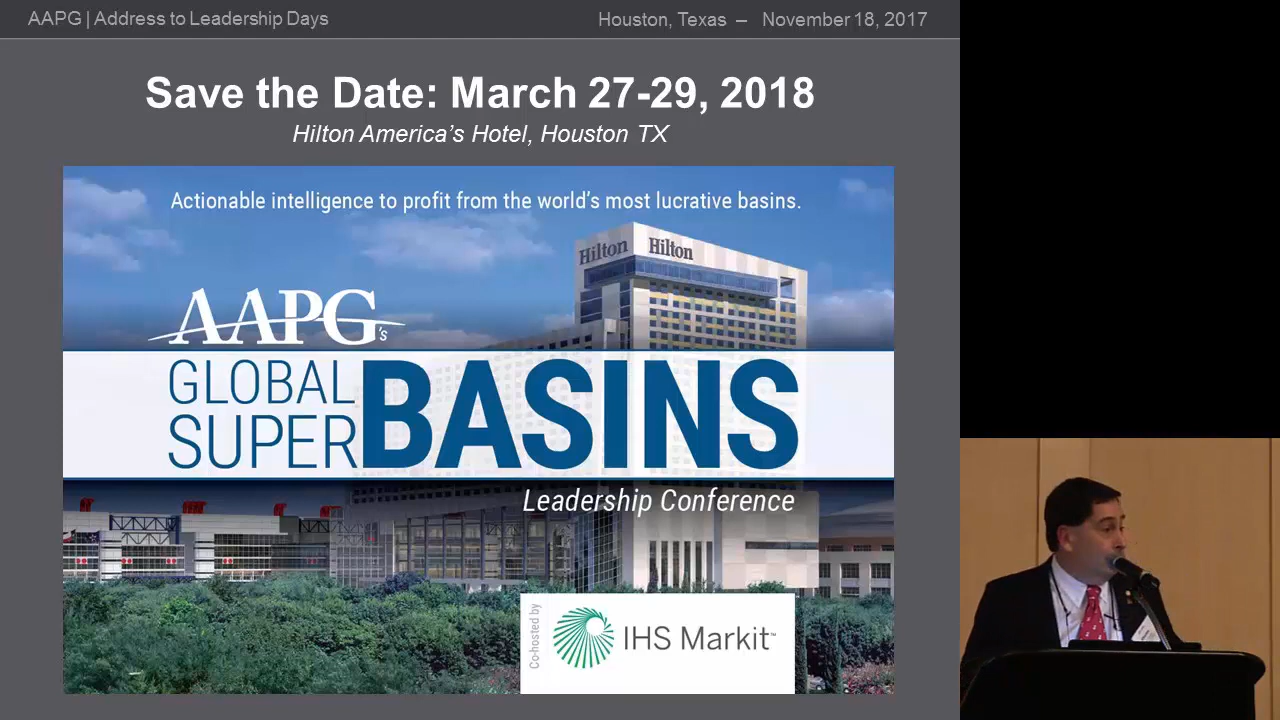 AAPG | Address to Leadership Days
Houston, Texas – November 18, 2017
Save the Date: March 27-29, 2018
Hilton America's Hotel, Houston TX
Actionable intelligence to profit from the world's most lucrative basins.
Hilton Hilton
AAPG's
GLOBAL
SUPER BASINS
Leadership Conference
Co-hosted by
IHS Markit™